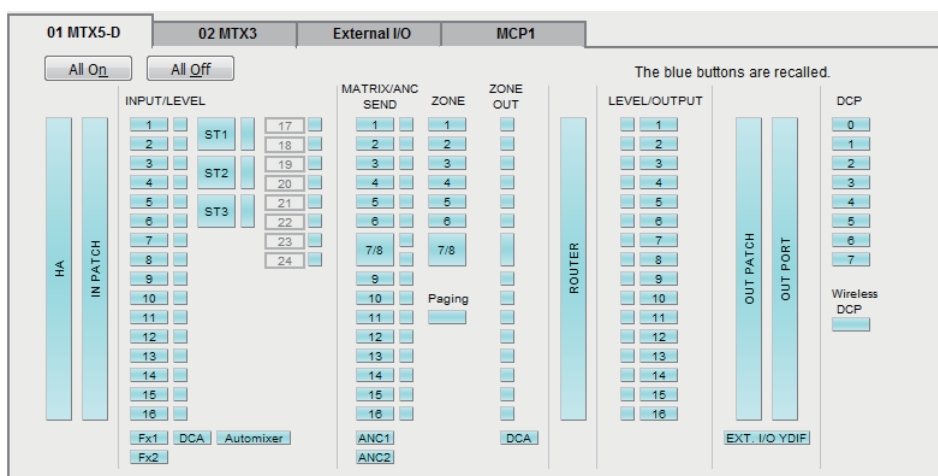 01 MTX5-D 02 MTX3 External I/O MCP1
All On All Off The blue buttons are recalled.
INPUT/LEVEL MATRIX/ANC SEND ZONE ZONE OUT LEVEL/OUTPUT DCP
1 ST1 17 1 1 1 0
2 18 2 2 2 1
3 ST2 19 3 3 3 2
4 20 4 4 4 3
5 ST3 21 5 5 5 4
6 22 6 6 6 5
7 23 7/8 7/8 7 6
8 24 8 7
9 9 9
10 10 Paging 10 Wireless DCP
11 11 11
12 12 12
13 13 13
14 14 14
15 15 15
16 16 16
HA IN PATCH ROUTER OUT PATCH OUT PORT
Fx1 DCA Automixer ANC1 DCA EXT. I/O YDIF
Fx2 ANC2